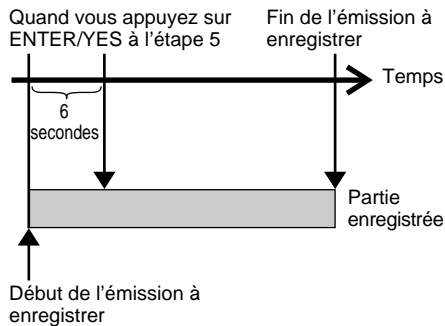 Quand vous appuyez sur
ENTER/YES à l’étape 5
Fin de l’émission à
enregistrer
Temps
6
secondes
Partie
enregistrée
Début de l’émission à
enregistrer